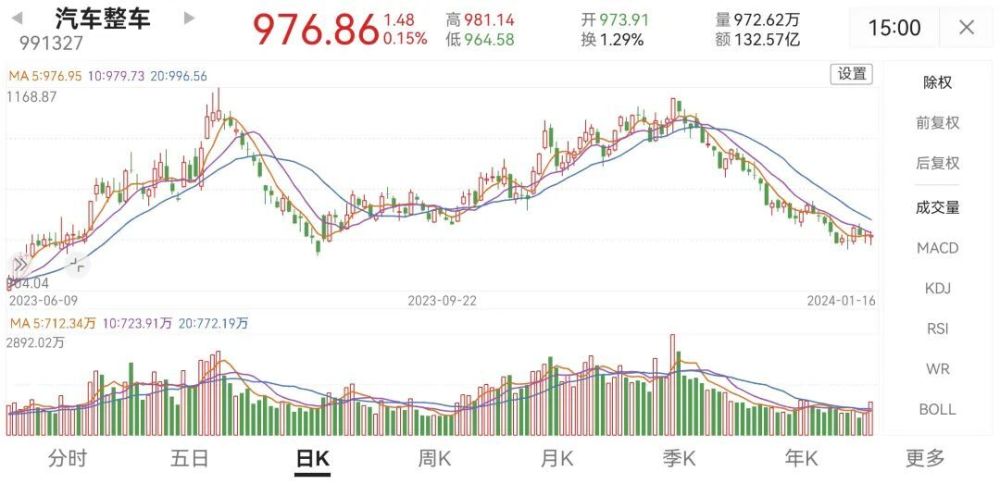 汽车整车
991327
976.86
1.48
0.15%
高 981.14
低 964.58
开 973.91
换 1.29%
量 972.62万
额 132.57亿
15:00
MA 5:976.95 10:979.73 20:996.56
设置
1168.87
904.04
2023-06-09
2023-09-22
2024-01-16
MA 5:712.34万 10:723.91万 20:772.19万
2892.02万
除权
前复权
后复权
成交量
MACD
KDJ
RSI
WR
BOLL
分时
五日
日K
周K
月K
季K
年K
更多